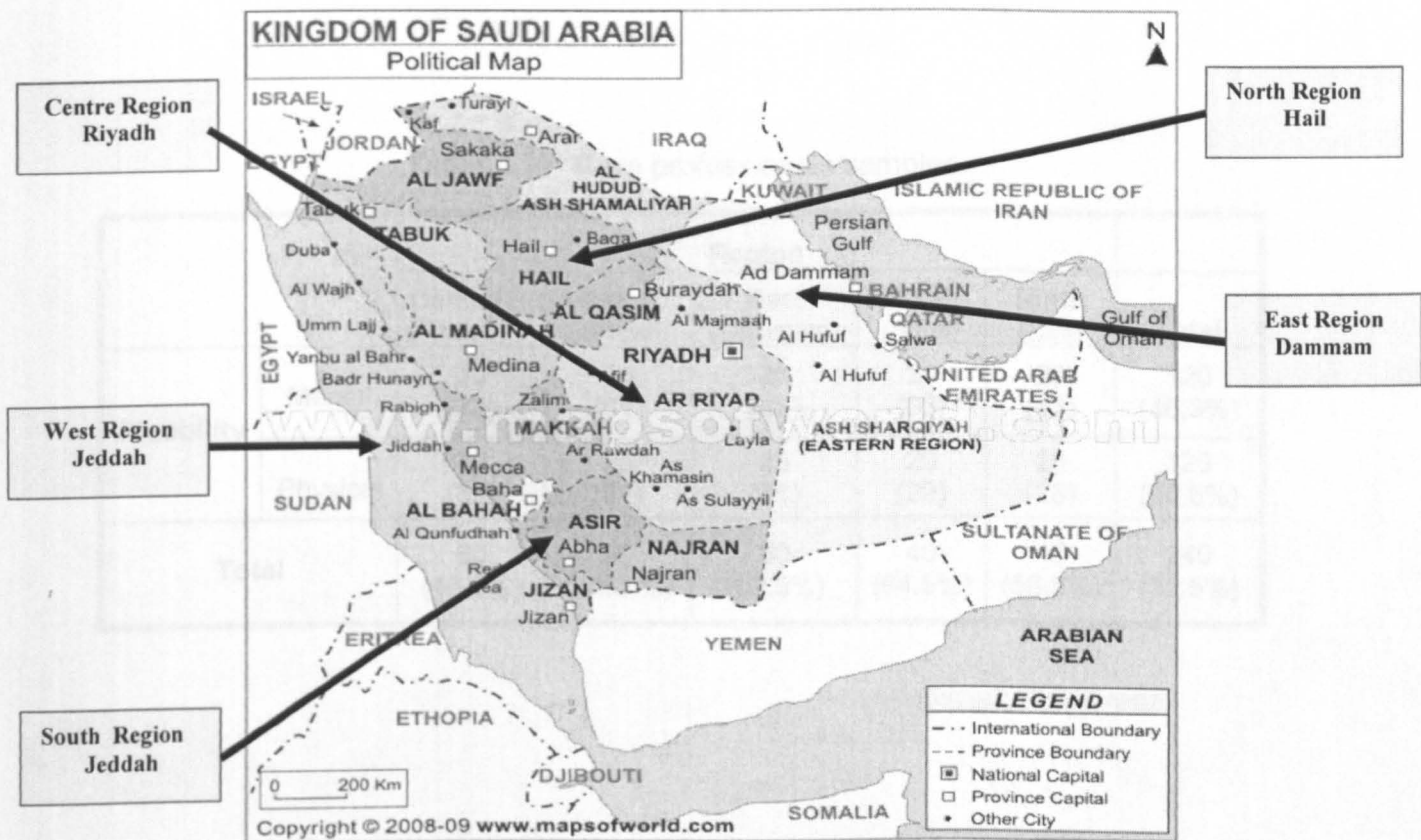 KINGDOM OF SAUDI ARABIA
Political Map
N
Centre Region
Riyadh
North Region
Hail
East Region
Dammam
West Region
Jeddah
South Region
Jeddah
ISRAEL
JORDAN
EGYPT
Kaf
Turayf
Arar
IRAQ
Sakaka
AL JAWF
AL
HUDUD
ASH SHAMALIYAH
KUWAIT
ISLAMIC REPUBLIC OF
IRAN
Tabuk
TABUK
Persian
Gulf
Duba
Hail
Baqa
HAIL
Ad Dammam
Al Wajh
Buraydah
BAHRAIN
AL QASIM
Al Majmaah
QATAR
Gulf of
Oman
Umm Lajj
AL MADINAH
Al Hufuf
Salwa
EGYPT
Yanbu al Bahr
Medina
RIYADH
Badr Hunayn
Al Hufuf
UNITED ARAB
EMIRATES
Rabigh
Zalim
AR RIYAD
www.mapsofworld.com
MAKKAH
Layla
ASH SHARQIYAH
(EASTERN REGION)
Jiddah
Mecca
Ar Rawdah
As
Khamasin
As Sulayyil
SUDAN
Baha
AL BAHAH
ASIR
Al Qunfudhah
Abha
NAJRAN
SULTANATE OF
OMAN
Red
Najran
JIZAN
Jizan
ERITREA
YEMEN
ARABIAN
SEA
ETHIOPIA
DJIBOUTI
SOMALIA
0 200 Km
LEGEND
International Boundary
Province Boundary
National Capital
Province Capital
Other City
Copyright © 2008-09 www.mapsofworld.com
Total